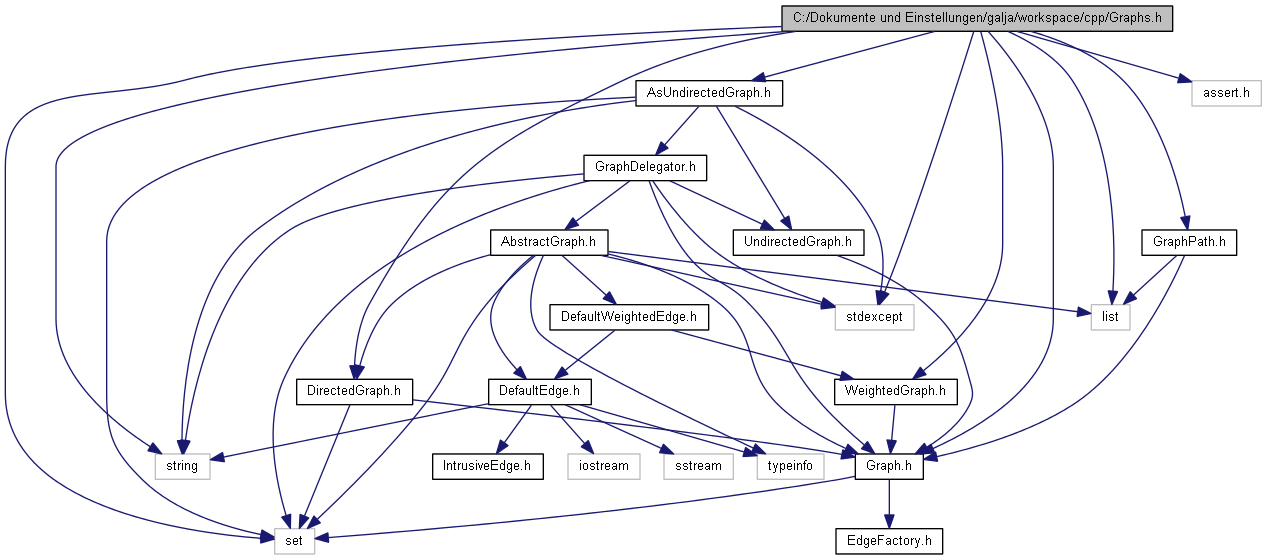 C:/Dokumente und Einstellungen/galja/workspace/cpp/Graphs.h
AsUndirectedGraph.h
assert.h
GraphDelegator.h
AbstractGraph.h
UndirectedGraph.h
GraphPath.h
DefaultWeightedEdge.h
stdexcept
list
DirectedGraph.h
DefaultEdge.h
WeightedGraph.h
string
IntrusiveEdge.h
iostream
sstream
typeinfo
Graph.h
set
EdgeFactory.h